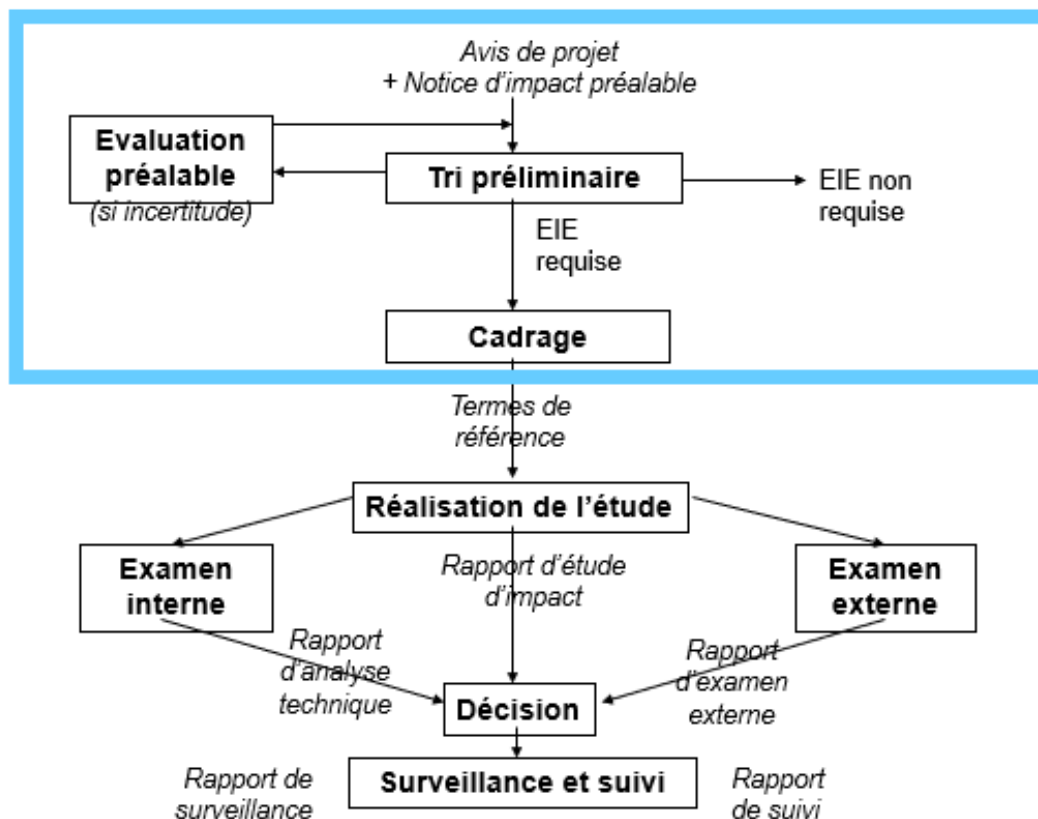 Avis de projet
+ Notice d'impact préalable
Evaluation
préalable
(si incertitude)
Tri préliminaire
EIE non
requise
EIE
requise
Cadrage
Termes de
référence
Réalisation de l'étude
Examen
interne
Rapport d'étude
d'impact
Examen
externe
Rapport
d'analyse
technique
Rapport
d'examen
externe
Décision
Rapport de
surveillance
Surveillance et suivi
Rapport
de suivi